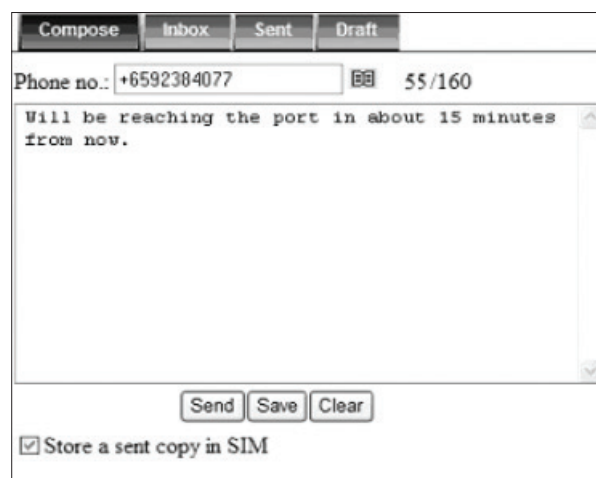 Compose Inbox Sent Draft
Phone no.: +6592384077 55/160
Will be reaching the port in about 15 minutes
from now.
Send Save Clear
Store a sent copy in SIM